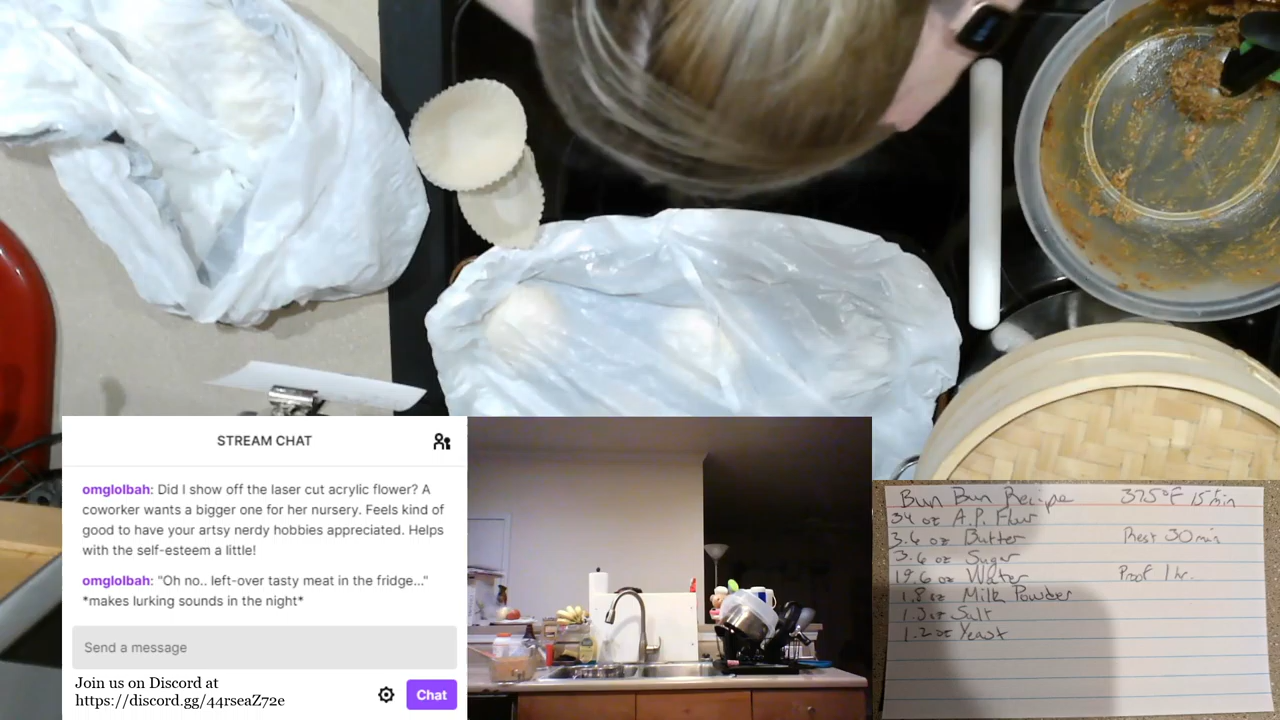 STREAM CHAT
omglolbah: Did I show off the laser cut acrylic flower? A
coworker wants a bigger one for her nursery. Feels kind of
good to have your artsy nerdy hobbies appreciated. Helps
with the self-esteem a little!
omglolbah: "Oh no.. left-over tasty meat in the fridge..."
*makes lurking sounds in the night*
Send a message
Join us on Discord at
https://discord.gg/44rseaZ72e
Chat
Bun Bun Recipe 375°F 15 min
34 oz A.P. Flour
3.6 oz Butter Rest 30 min
3.6 oz Sugar
19.6 oz Water Proof 1 hr.
1.8 oz Milk Powder
Salt
1.2 oz Yeast